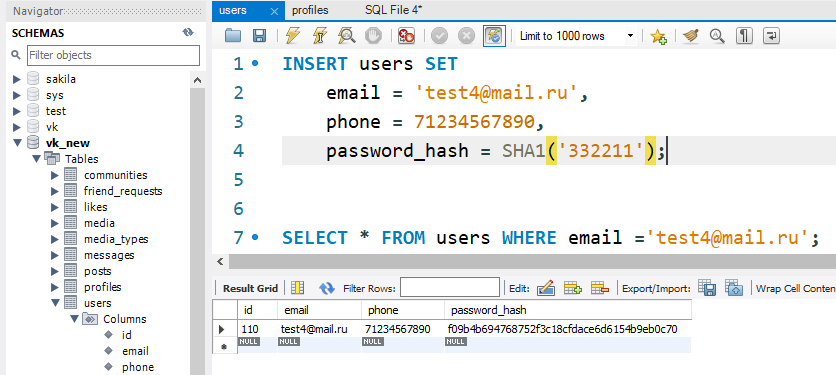 Navigator
SCHEMAS
Filter objects
sakila
sys
test
vk
vk_new
Tables
communities
friend_requests
likes
media
media_types
messages
posts
profiles
users
Columns
id
email
phone
users
profiles
SQL File 4*
Limit to 1000 rows
1 INSERT users SET
2 email = 'test4@mail.ru',
3 phone = 71234567890,
4 password_hash = SHA1('332211');
5
6
7 SELECT * FROM users WHERE email ='test4@mail.ru';
Result Grid Filter Rows: Edit: Export/Import: Wrap Cell Conten
id email phone password_hash
110 test4@mail.ru 71234567890 f09b4b694768752f3c18cfdace6d6154b9eb0c70
NULL NULL NULL NULL